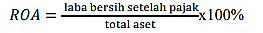 ROA = laba bersih setelah pajak
total aset
x100%